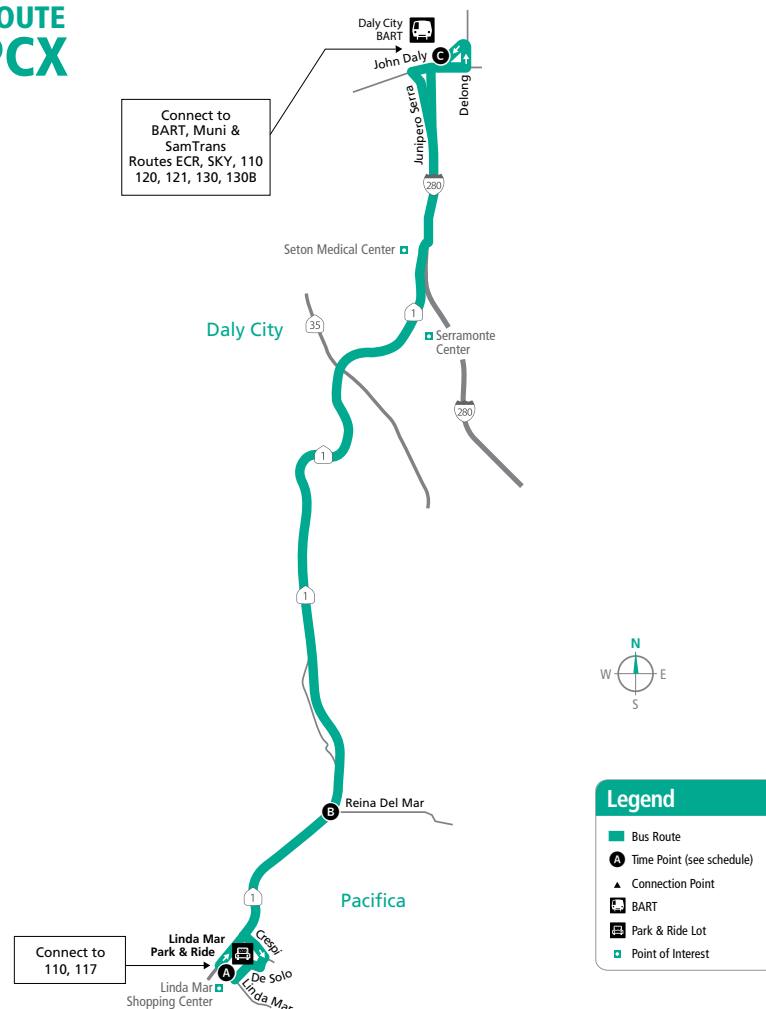 OUTE
PCX
Daly City
BART
John Daly
C
Delong
Junipero Serra
Connect to
BART, Muni &
SamTrans
Routes ECR, SKY, 110
120, 121, 130, 130B
280
Seton Medical Center
1
35
Daly City
Serramonte
Center
280
1
1
N
W
E
S
B
Reina Del Mar
1
Pacifica
Linda Mar
Park & Ride
Crespi
Connect to
110, 117
A
De Solo
Linda Mar
Linda Mar
Shopping Center
Legend
Bus Route
A Time Point (see schedule)
Connection Point
BART
Park & Ride Lot
Point of Interest